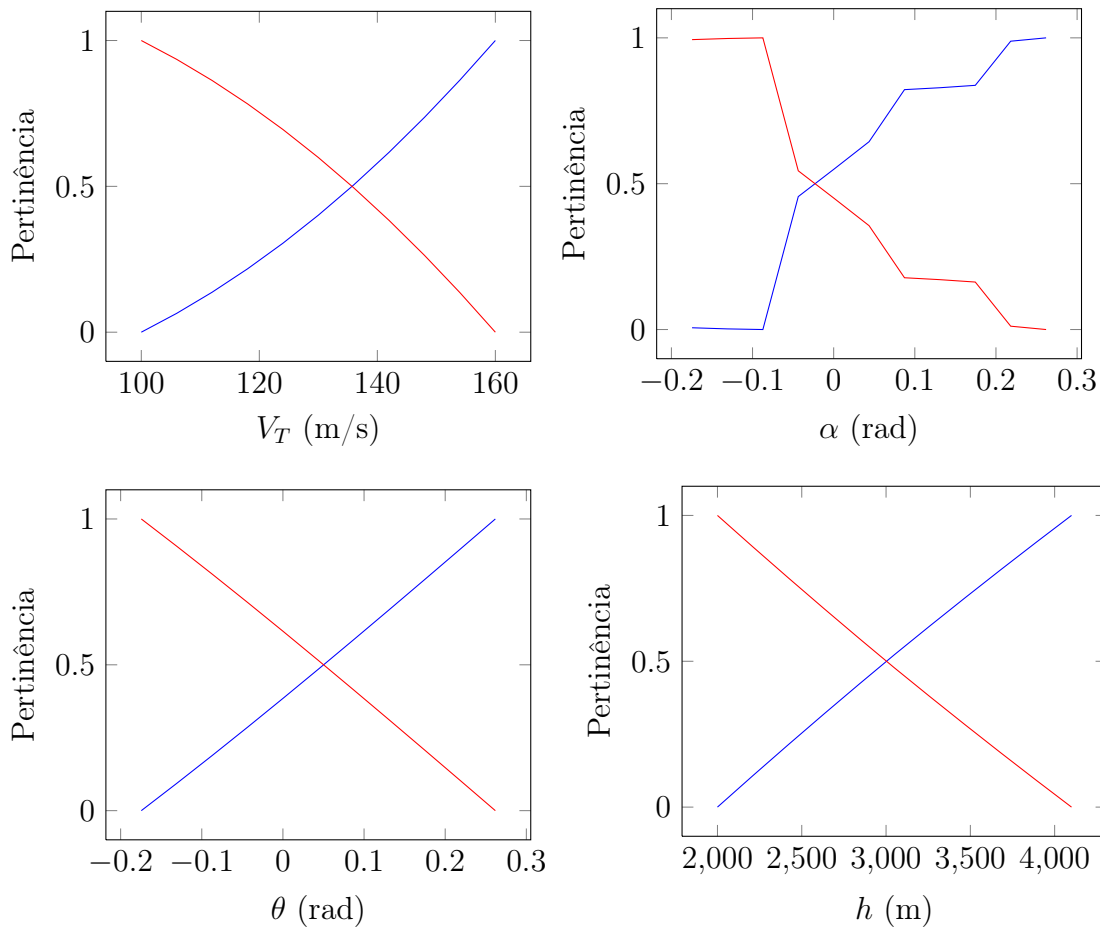 1
0.5
0
Pertinência
100 120 140 160
V_T (m/s)
1
0.5
0
Pertinência
−0.2 −0.1 0 0.1 0.2 0.3
α (rad)
1
0.5
0
Pertinência
−0.2 −0.1 0 0.1 0.2 0.3
θ (rad)
1
0.5
0
Pertinência
2,000 2,500 3,000 3,500 4,000
h (m)